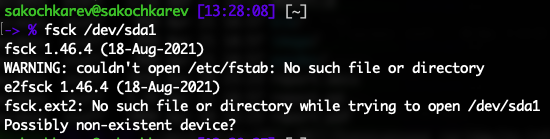 sakochkarev@sakochkarev [13:28:08] [~]
-> % fsck /dev/sda1
fsck 1.46.4 (18-Aug-2021)
WARNING: couldn't open /etc/fstab: No such file or directory
e2fsck 1.46.4 (18-Aug-2021)
fsck.ext2: No such file or directory while trying to open /dev/sda1
Possibly non-existent device?